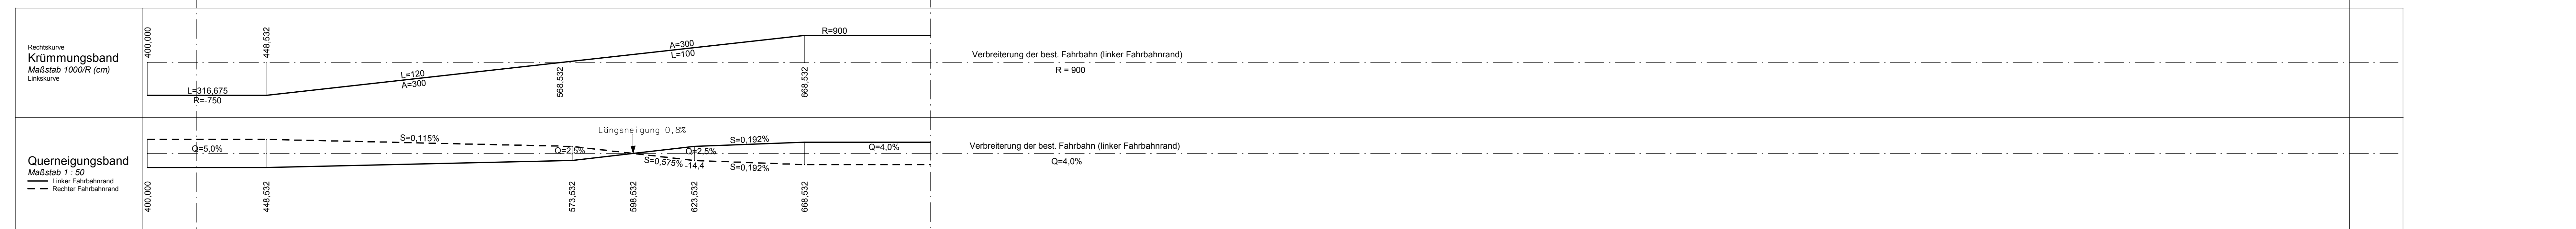 Rechtskurve
Krümmungsband
Maßstab 1000/R (cm)
Linkskurve
400,000
448,532
L=316,675
R=-750
L=120
A=300
568,532
A=300
L=100
668,532
R=900
Verbreiterung der best. Fahrbahn (linker Fahrbahnrand)
R = 900
Querneigungsband
Maßstab 1 : 50
Linker Fahrbahnrand
Rechter Fahrbahnrand
Q=5,0%
S=0,115%
Längsneigung 0,8%
Q=2,5%
S=0,575%
Q=2,5%
-14,4
S=0,192%
S=0,192%
Q=4,0%
Verbreiterung der best. Fahrbahn (linker Fahrbahnrand)
Q=4,0%
400,000
448,532
573,532
598,532
623,532
668,532